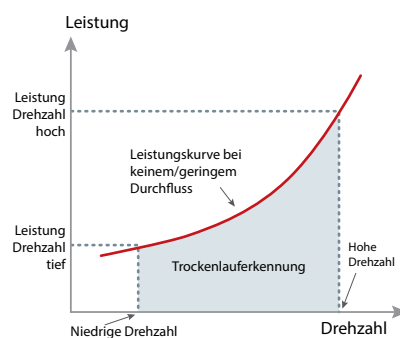 Leistung
Leistung
Drehzahl
hoch
Leistungskurve bei
keinem/geringem
Durchfluss
Leistung
Drehzahl
tief
Trockenlauferkennung
Hohe
Drehzahl
Niedrige Drehzahl
Drehzahl